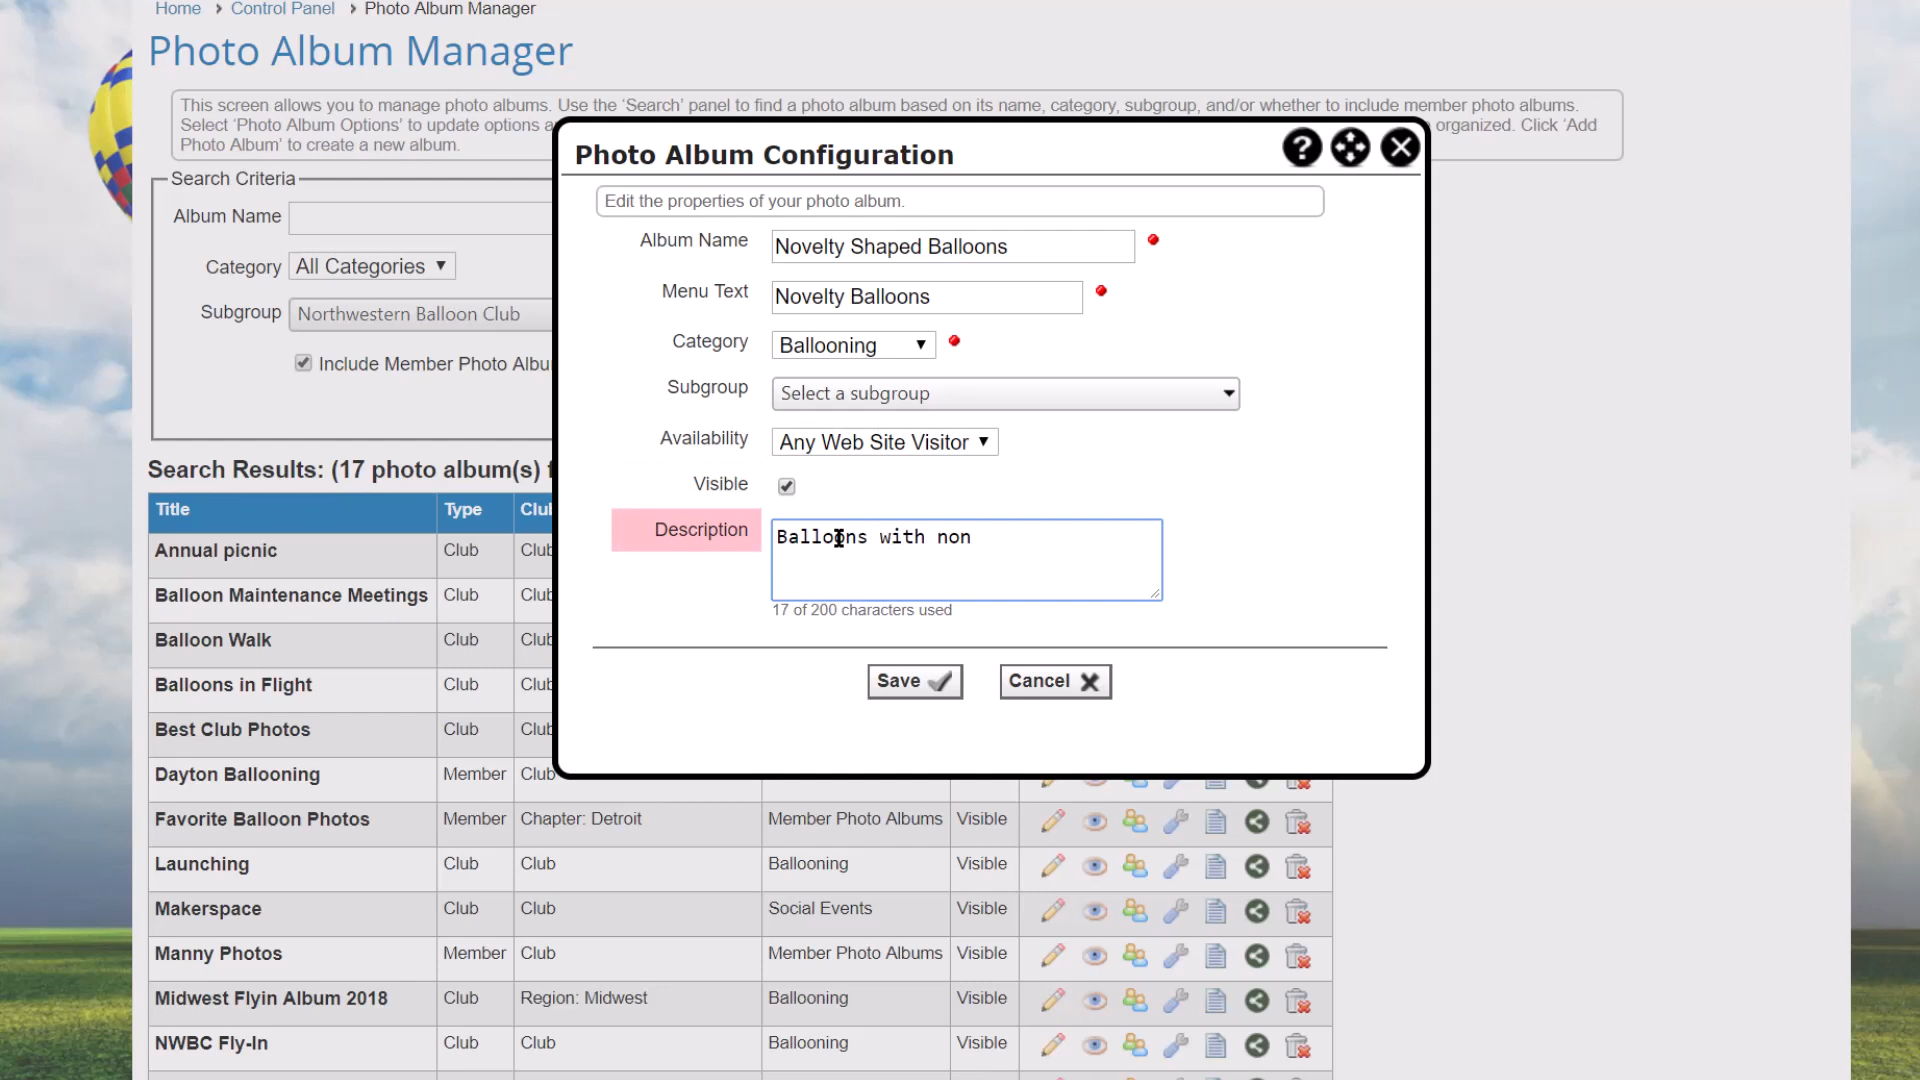 Home > Control Panel > Photo Album Manager
Photo Album Manager
This screen allows you to manage photo albums. Use the 'Search' panel to find a photo album based on its name, category, subgroup, and/or whether to include member photo albums.
Select 'Photo Album Options' to update options a organized. Click 'Add
Photo Album' to create a new album.
Photo Album Configuration
Edit the properties of your photo album.
Search Criteria
Album Name
Category All Categories
Subgroup Northwestern Balloon Club
Include Member Photo Albu
Album Name Novelty Shaped Balloons
Menu Text Novelty Balloons
Category Ballooning
Subgroup Select a subgroup
Availability Any Web Site Visitor
Visible
Description Balloons with non
17 of 200 characters used
Save Cancel
Search Results: (17 photo album(s) f
Title Type Clu
Annual picnic Club Club
Balloon Maintenance Meetings Club Club
Balloon Walk Club Club
Balloons in Flight Club Club
Best Club Photos Club Club
Dayton Ballooning Member Club
Favorite Balloon Photos Member Chapter: Detroit Member Photo Albums Visible
Launching Club Club Ballooning Visible
Makerspace Club Club Social Events Visible
Manny Photos Member Club Member Photo Albums Visible
Midwest Flyin Album 2018 Club Region: Midwest Ballooning Visible
NWBC Fly-In Club Club Ballooning Visible